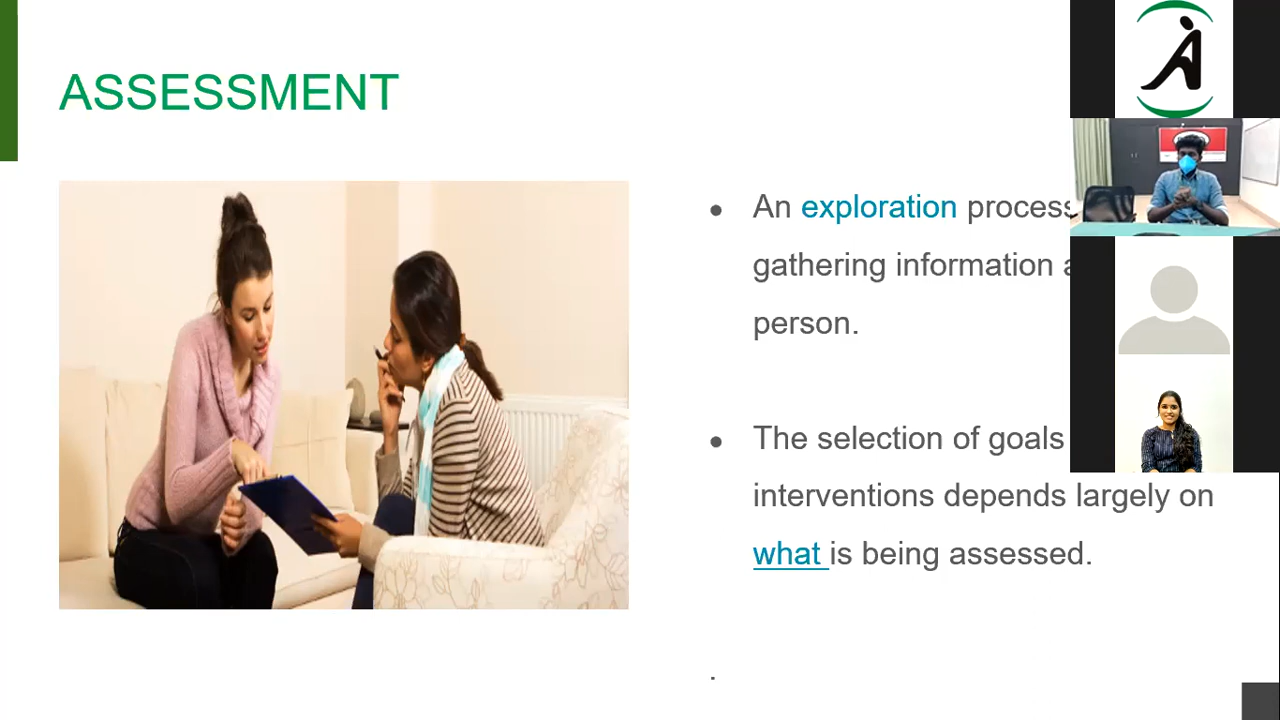 ASSESSMENT
● An exploration process
gathering information
person.
● The selection of goals
interventions depends largely on
what is being assessed.
.